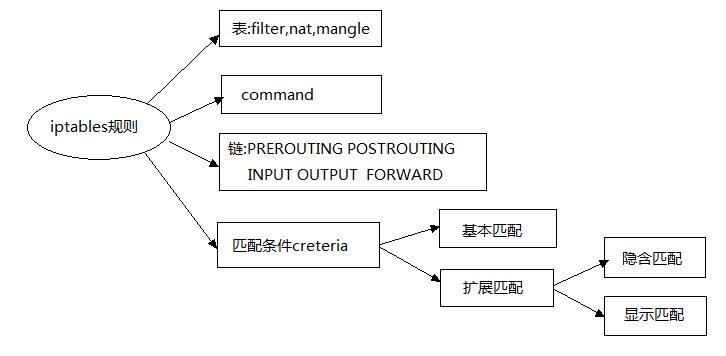 表:filter,nat,mangle
command
iptables规则
链:PREROUTING POSTROUTING
INPUT OUTPUT FORWARD
匹配条件creteria
基本匹配
扩展匹配
隐含匹配
显示匹配